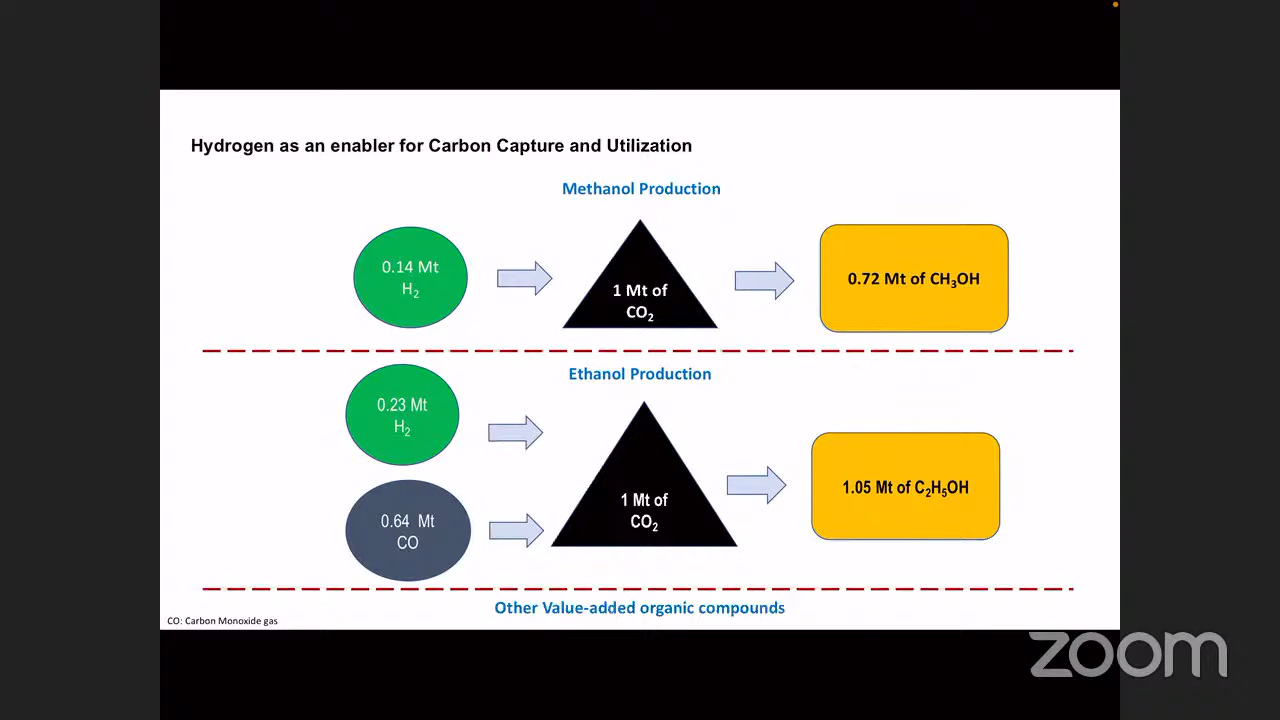 Hydrogen as an enabler for Carbon Capture and Utilization
Methanol Production
0.14 Mt
H₂
1 Mt of
CO₂
0.72 Mt of CH₃OH
Ethanol Production
0.23 Mt
H₂
0.64 Mt
CO
1 Mt of
CO₂
1.05 Mt of C₂H₅OH
Other Value-added organic compounds
CO: Carbon Monoxide gas
zoom